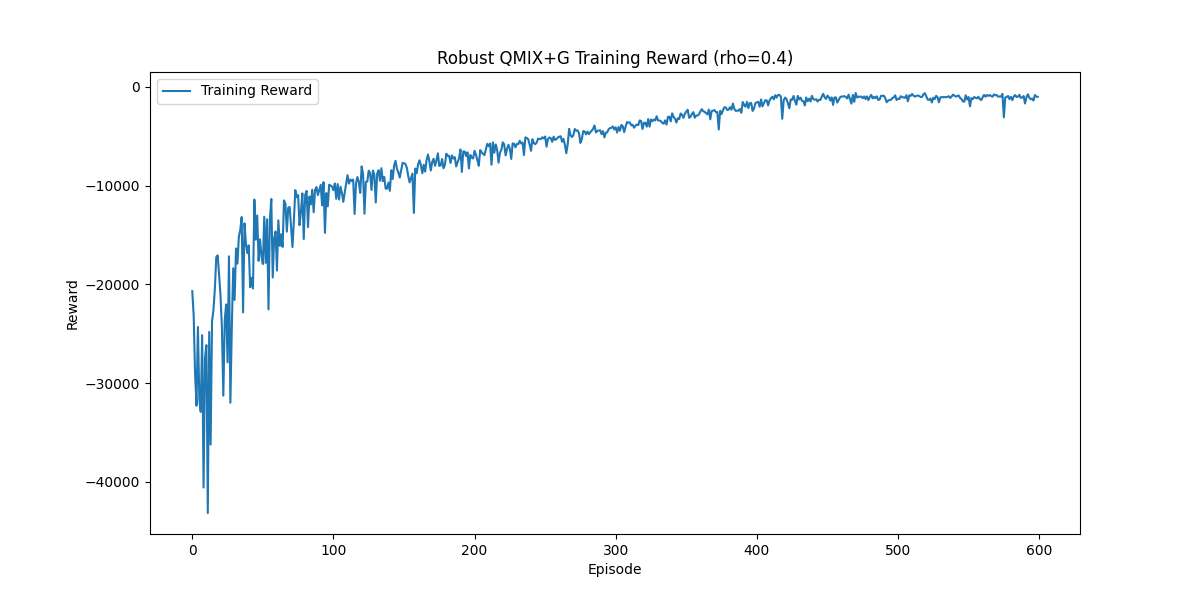 Robust QMIX+G Training Reward (rho=0.4)
Training Reward
0
−10000
−20000
−30000
−40000
Reward
0 100 200 300 400 500 600
Episode